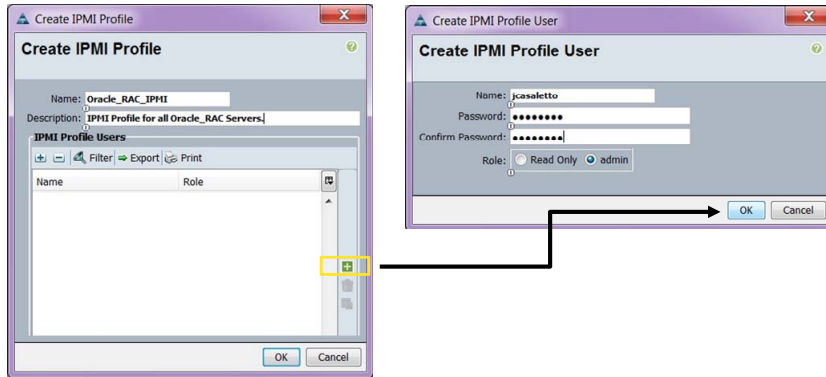 Create IPMI Profile
Create IPMI Profile
Name: Oracle_RAC_IPMI
Description: IPMI Profile for all Oracle_RAC Servers.
IPMI Profile Users
Filter Export Print
Name Role
OK Cancel
Create IPMI Profile User
Create IPMI Profile User
Name: jcasaletto
Password: ●●●●●●●●
Confirm Password: ●●●●●●●●
Role: Read Only admin
OK Cancel